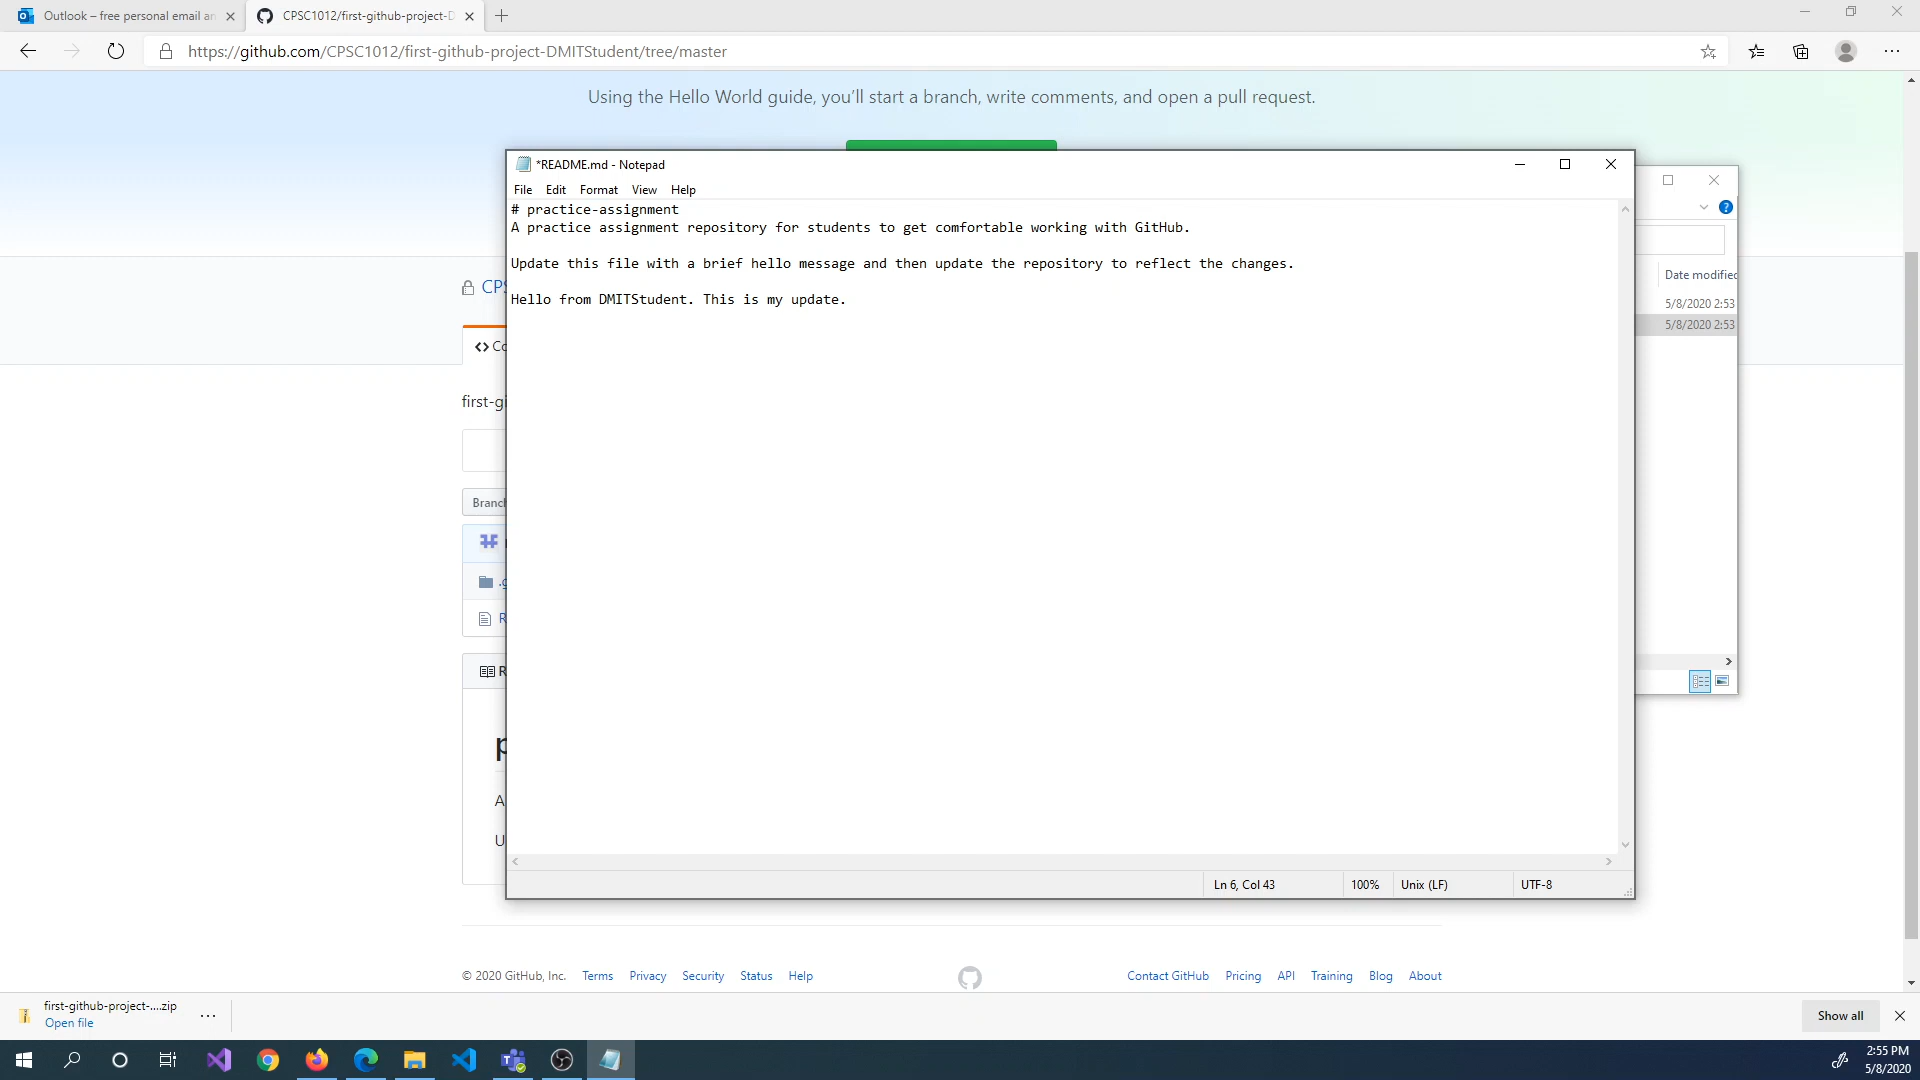 Outlook – free personal email an
CPSC1012/first-github-project-D
https://github.com/CPSC1012/first-github-project-DMITStudent/tree/master
Using the Hello World guide, you’ll start a branch, write comments, and open a pull request.
*README.md - Notepad
File Edit Format View Help
# practice-assignment
A practice assignment repository for students to get comfortable working with GitHub.
Update this file with a brief hello message and then update the repository to reflect the changes.
Hello from DMITStudent. This is my update.
Ln 6, Col 43 100% Unix (LF) UTF-8
Date modified
5/8/2020 2:53
5/8/2020 2:53
CPS
<> Co
first-gi
Branch
.g
R
R
p
A
U
© 2020 GitHub, Inc. Terms Privacy Security Status Help
Contact GitHub Pricing API Training Blog About
first-github-project-....zip
Open file
Show all
2:55 PM
5/8/2020